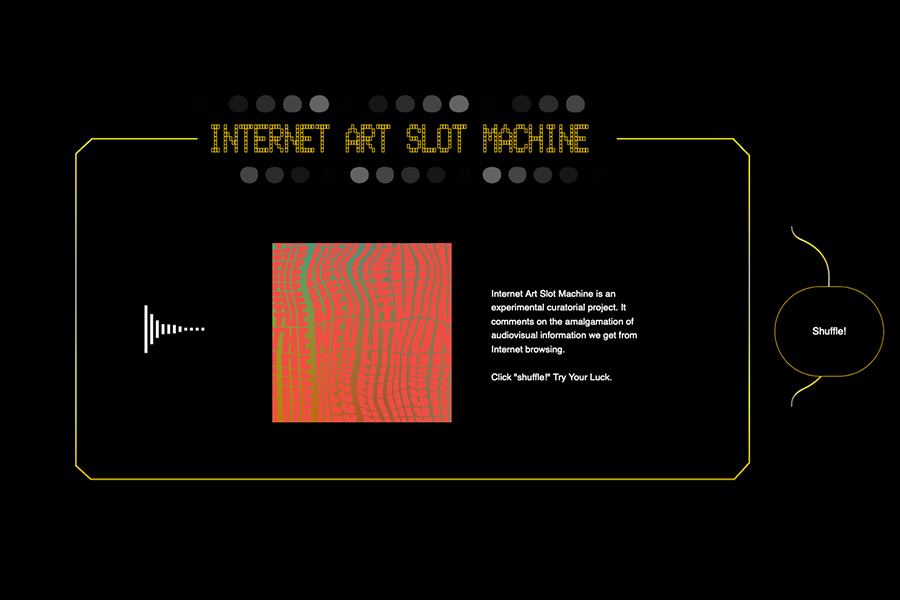 INTERNET ART SLOT MACHINE
Internet Art Slot Machine is an
experimental curatorial project. It
comments on the amalgamation of
audiovisual information we get from
Internet browsing.
Click "shuffle!" Try Your Luck.
Shuffle!